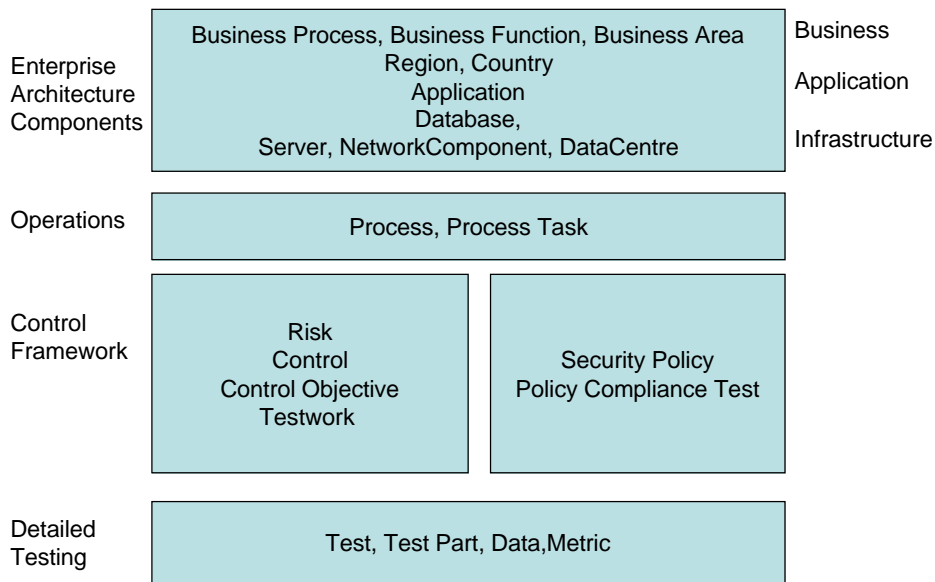 Enterprise
Architecture
Components
Business Process, Business Function, Business Area
Region, Country
Application
Database,
Server, NetworkComponent, DataCentre
Business
Application
Infrastructure
Operations
Process, Process Task
Control
Framework
Risk
Control
Control Objective
Testwork
Security Policy
Policy Compliance Test
Detailed
Testing
Test, Test Part, Data,Metric